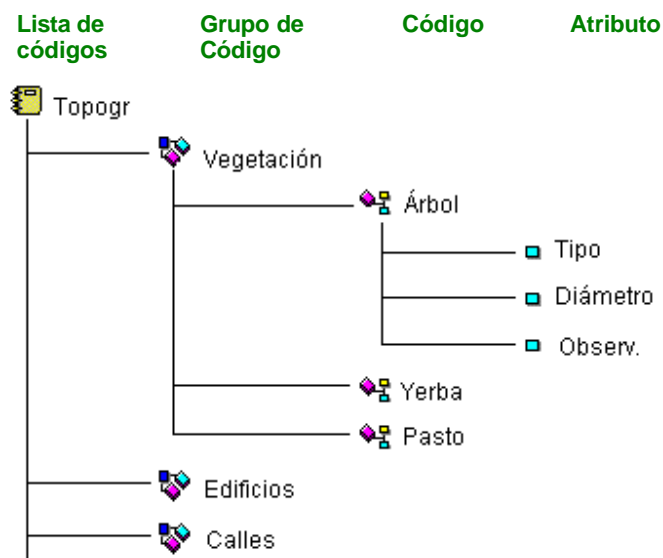 Lista de códigos
Grupo de Código
Código
Atributo
Topogr
Vegetación
Árbol
Tipo
Diámetro
Observ.
Yerba
Pasto
Edificios
Calles